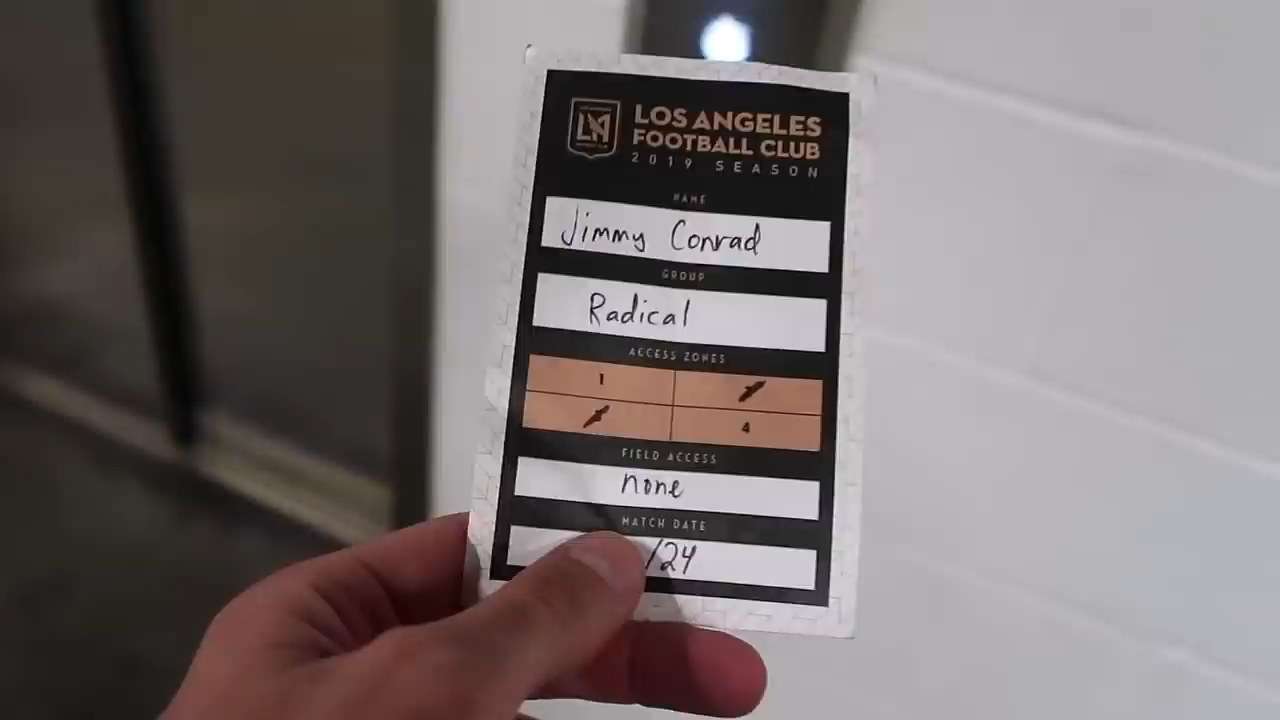 LA
LOS ANGELES
FOOTBALL CLUB
2019 SEASON
NAME
Jimmy Conrad
GROUP
Radical
ACCESS ZONES
1
4
FIELD ACCESS
none
MATCH DATE
/24